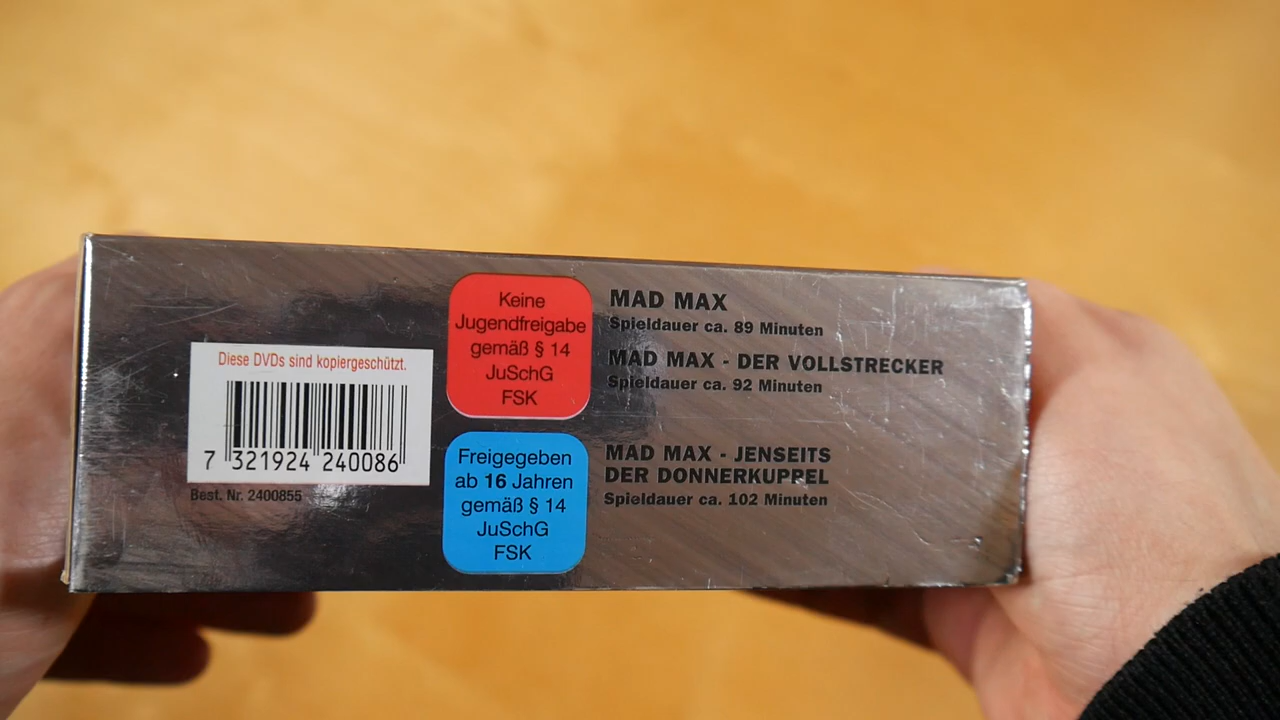 Diese DVDs sind kopiergeschützt.
7 321924 240086
Best. Nr. 2400855
Keine
Jugendfreigabe
gemäß § 14
JuSchG
FSK
Freigegeben
ab 16 Jahren
gemäß § 14
JuSchG
FSK
MAD MAX
Spieldauer ca. 89 Minuten
MAD MAX - DER VOLLSTRECKER
Spieldauer ca. 92 Minuten
MAD MAX - JENSEITS
DER DONNERKUPPEL
Spieldauer ca. 102 Minuten